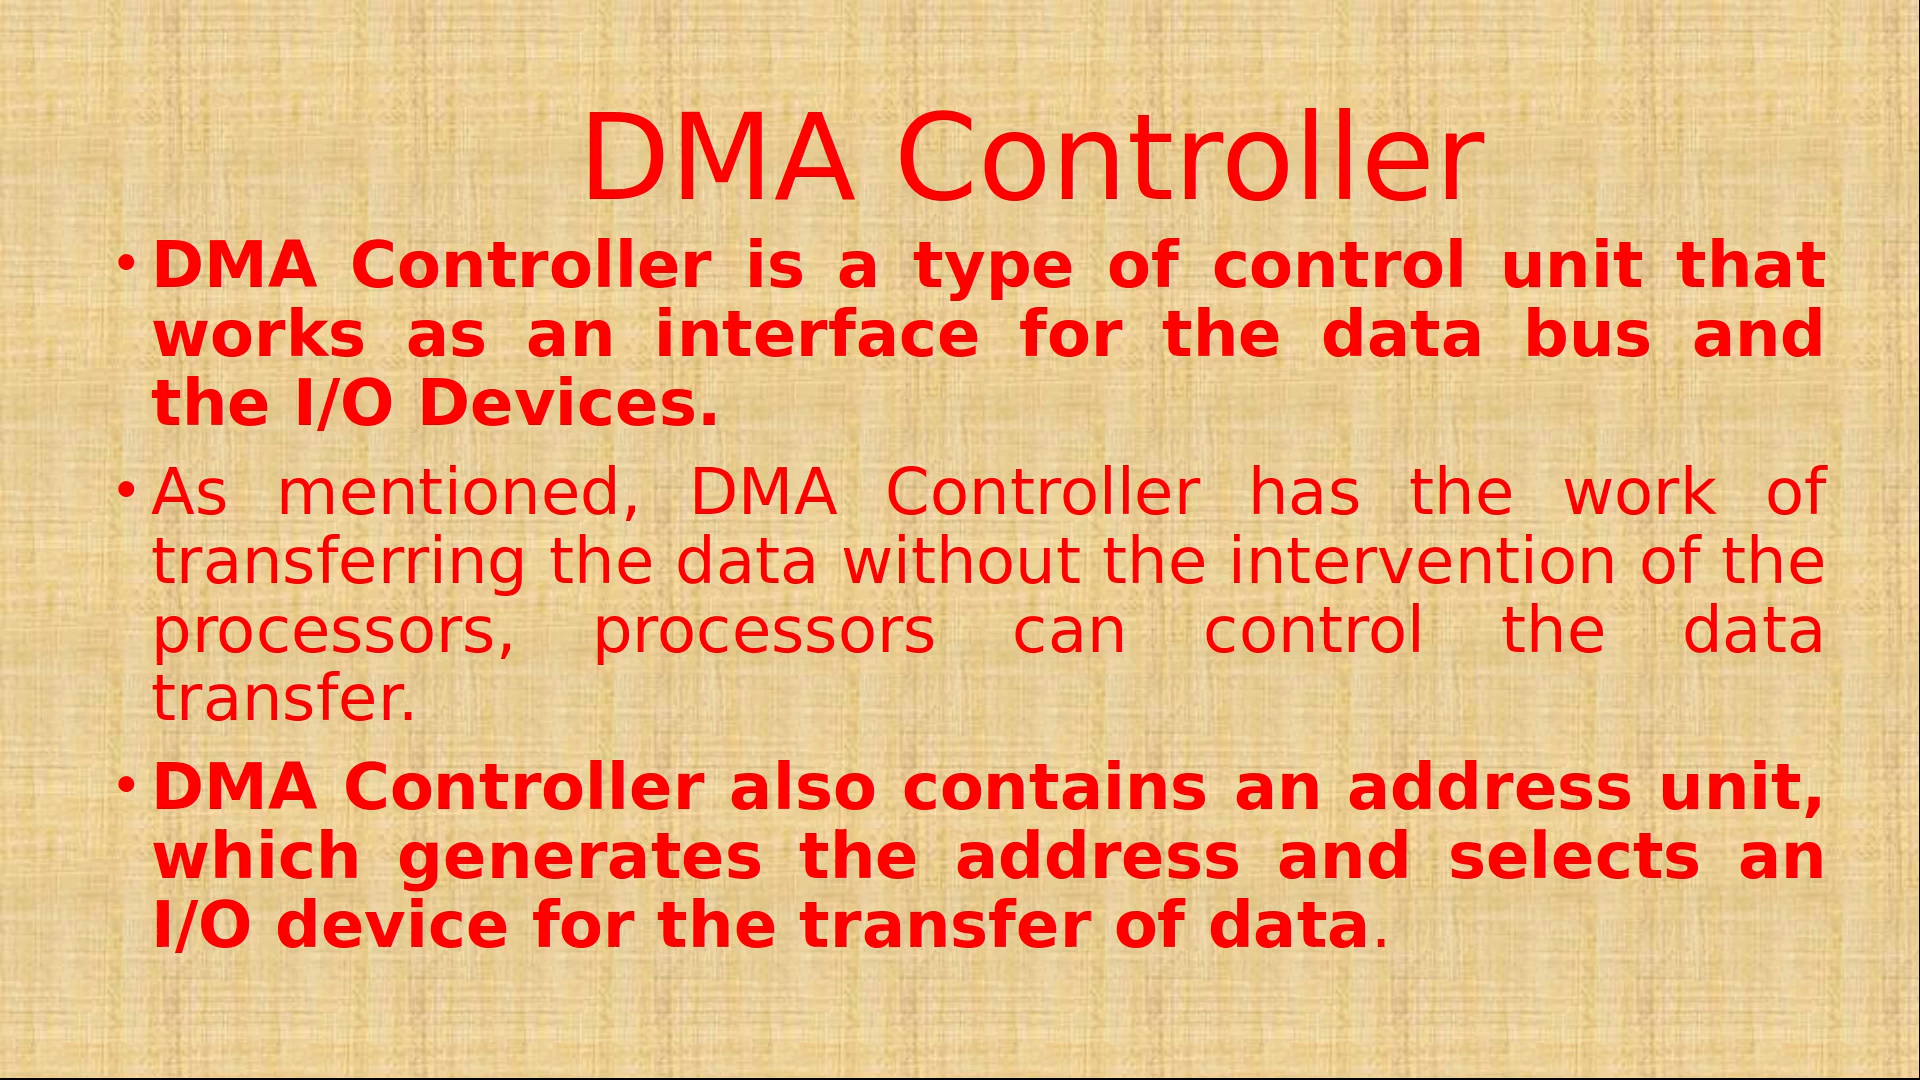 DMA Controller
• DMA Controller is a type of control unit that
works as an interface for the data bus and
the I/O Devices.
• As mentioned, DMA Controller has the work of
transferring the data without the intervention of the
processors, processors can control the data
transfer.
• DMA Controller also contains an address unit,
which generates the address and selects an
I/O device for the transfer of data.